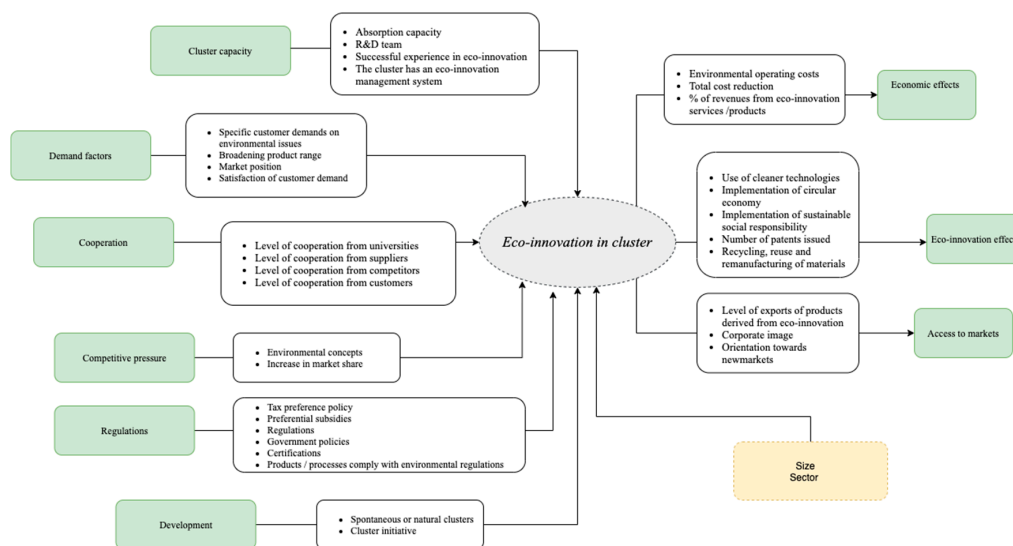 Cluster capacity
• Absorption capacity
• R&D team
• Successful experience in eco-innovation
• The cluster has an eco-innovation
management system
Demand factors
• Specific customer demands on
environmental issues
• Broadening product range
• Market position
• Satisfaction of customer demand
Cooperation
• Level of cooperation from universities
• Level of cooperation from suppliers
• Level of cooperation from competitors
• Level of cooperation from customers
Competitive pressure
• Environmental concepts
• Increase in market share
Regulations
• Tax preference policy
• Preferential subsidies
• Regulations
• Government policies
• Certifications
• Products / processes comply with environmental regulations
Development
• Spontaneous or natural clusters
• Cluster initiative
Eco-innovation in cluster
• Environmental operating costs
• Total cost reduction
• % of revenues from eco-innovation
services /products
Economic effects
• Use of cleaner technologies
• Implementation of circular
economy
• Implementation of sustainable
social responsibility
• Number of patents issued
• Recycling, reuse and
remanufacturing of materials
Eco-innovation effec
• Level of exports of products
derived from eco-innovation
• Corporate image
• Orientation towards
newmarkets
Access to markets
Size
Sector